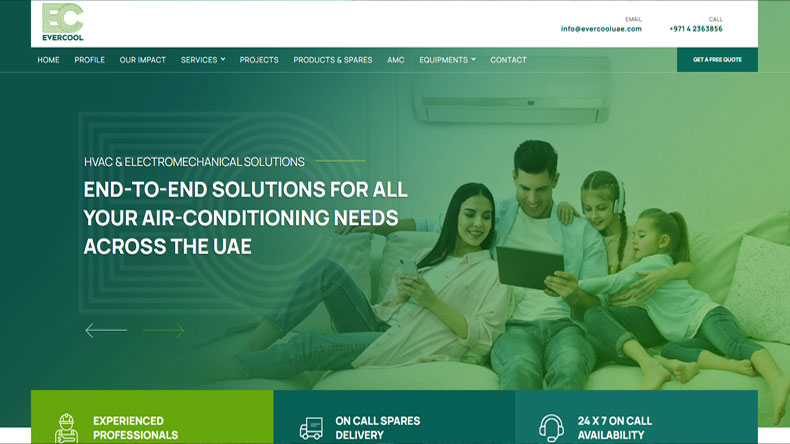 EC
EVERCOOL
EMAIL
info@evercooluae.com
CALL
+971 4 2363856
HOME PROFILE OUR IMPACT SERVICES PROJECTS PRODUCTS & SPARES AMC EQUIPMENTS CONTACT
GET A FREE QUOTE
HVAC & ELECTROMECHANICAL SOLUTIONS
END-TO-END SOLUTIONS FOR ALL
YOUR AIR-CONDITIONING NEEDS
ACROSS THE UAE
EXPERIENCED
PROFESSIONALS
ON CALL SPARES
DELIVERY
24 X 7 ON CALL
AVAILABILITY